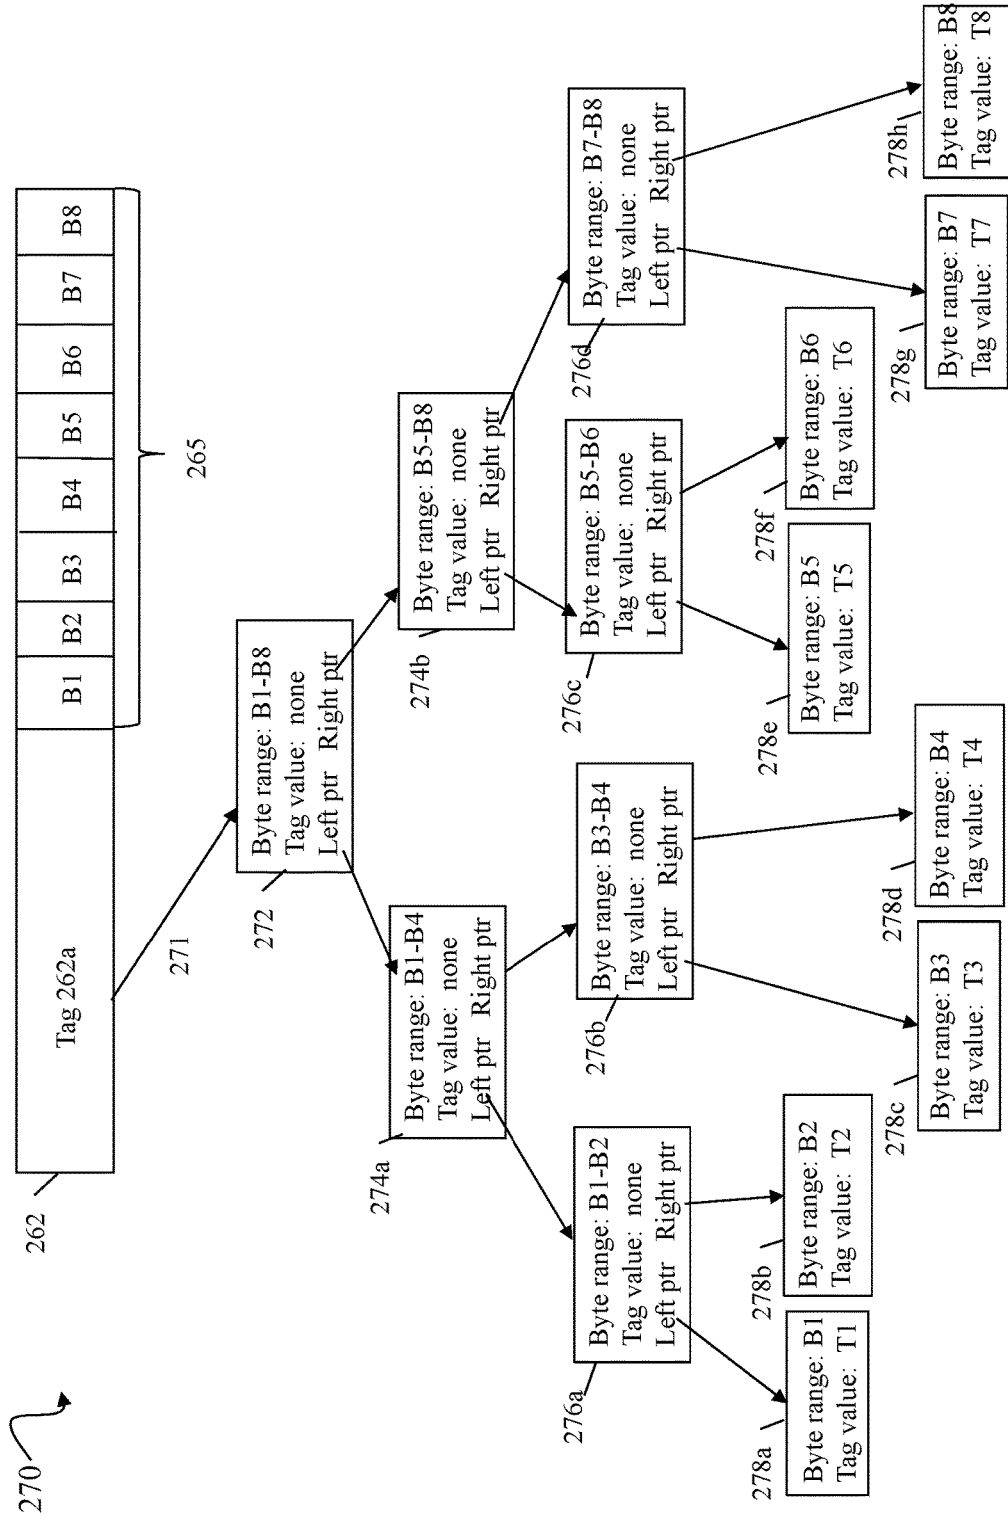 270
262
Tag 262a
B1
B2
B3
B4
B5
B6
B7
B8
265
271
272
Byte range: B1-B8
Tag value: none
Left ptr Right ptr
274a
Byte range: B1-B4
Tag value: none
Left ptr Right ptr
274b
Byte range: B5-B8
Tag value: none
Left ptr Right ptr
276a
Byte range: B1-B2
Tag value: none
Left ptr Right ptr
276b
Byte range: B3-B4
Tag value: none
Left ptr Right ptr
276c
Byte range: B5-B6
Tag value: none
Left ptr Right ptr
276d
Byte range: B7-B8
Tag value: none
Left ptr Right ptr
278a
Byte range: B1
Tag value: T1
278b
Byte range: B2
Tag value: T2
278c
Byte range: B3
Tag value: T3
278d
Byte range: B4
Tag value: T4
278e
Byte range: B5
Tag value: T5
278f
Byte range: B6
Tag value: T6
278g
Byte range: B7
Tag value: T7
278h
Byte range: B8
Tag value: T8